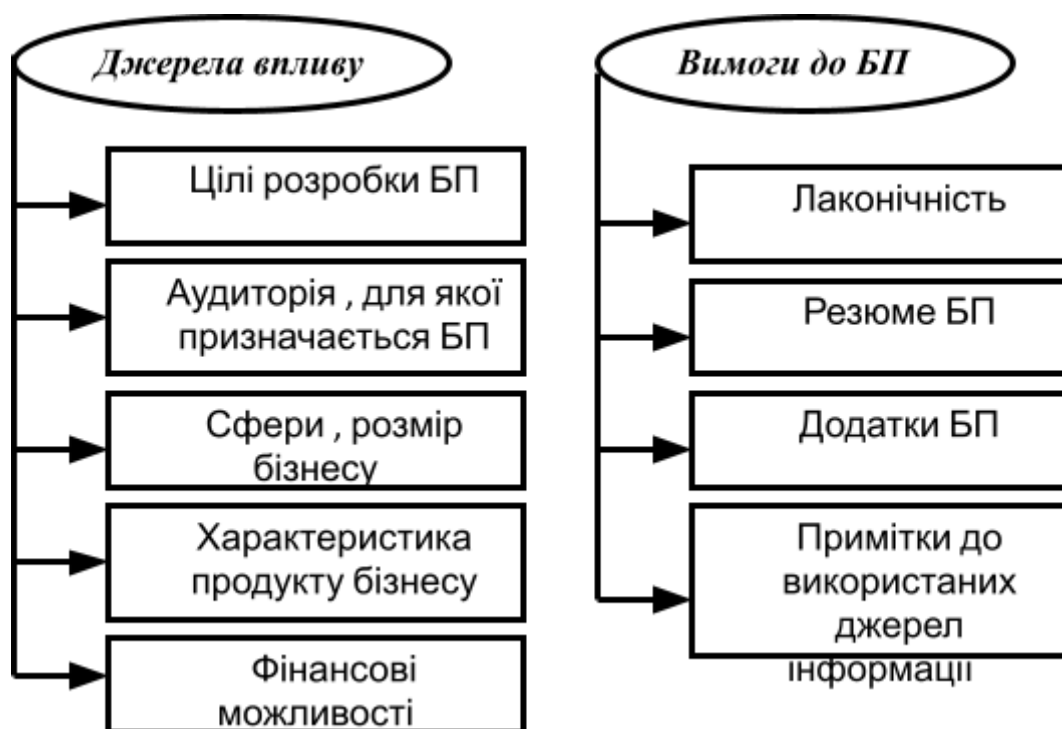 Джерела впливу
Цілі розробки БП
Аудиторія , для якої
призначається БП
Сфери , розмір
бізнесу
Характеристика
продукту бізнесу
Фінансові
можливості
Вимоги до БП
Лаконічність
Резюме БП
Додатки БП
Примітки до
використаних
джерел
інформації